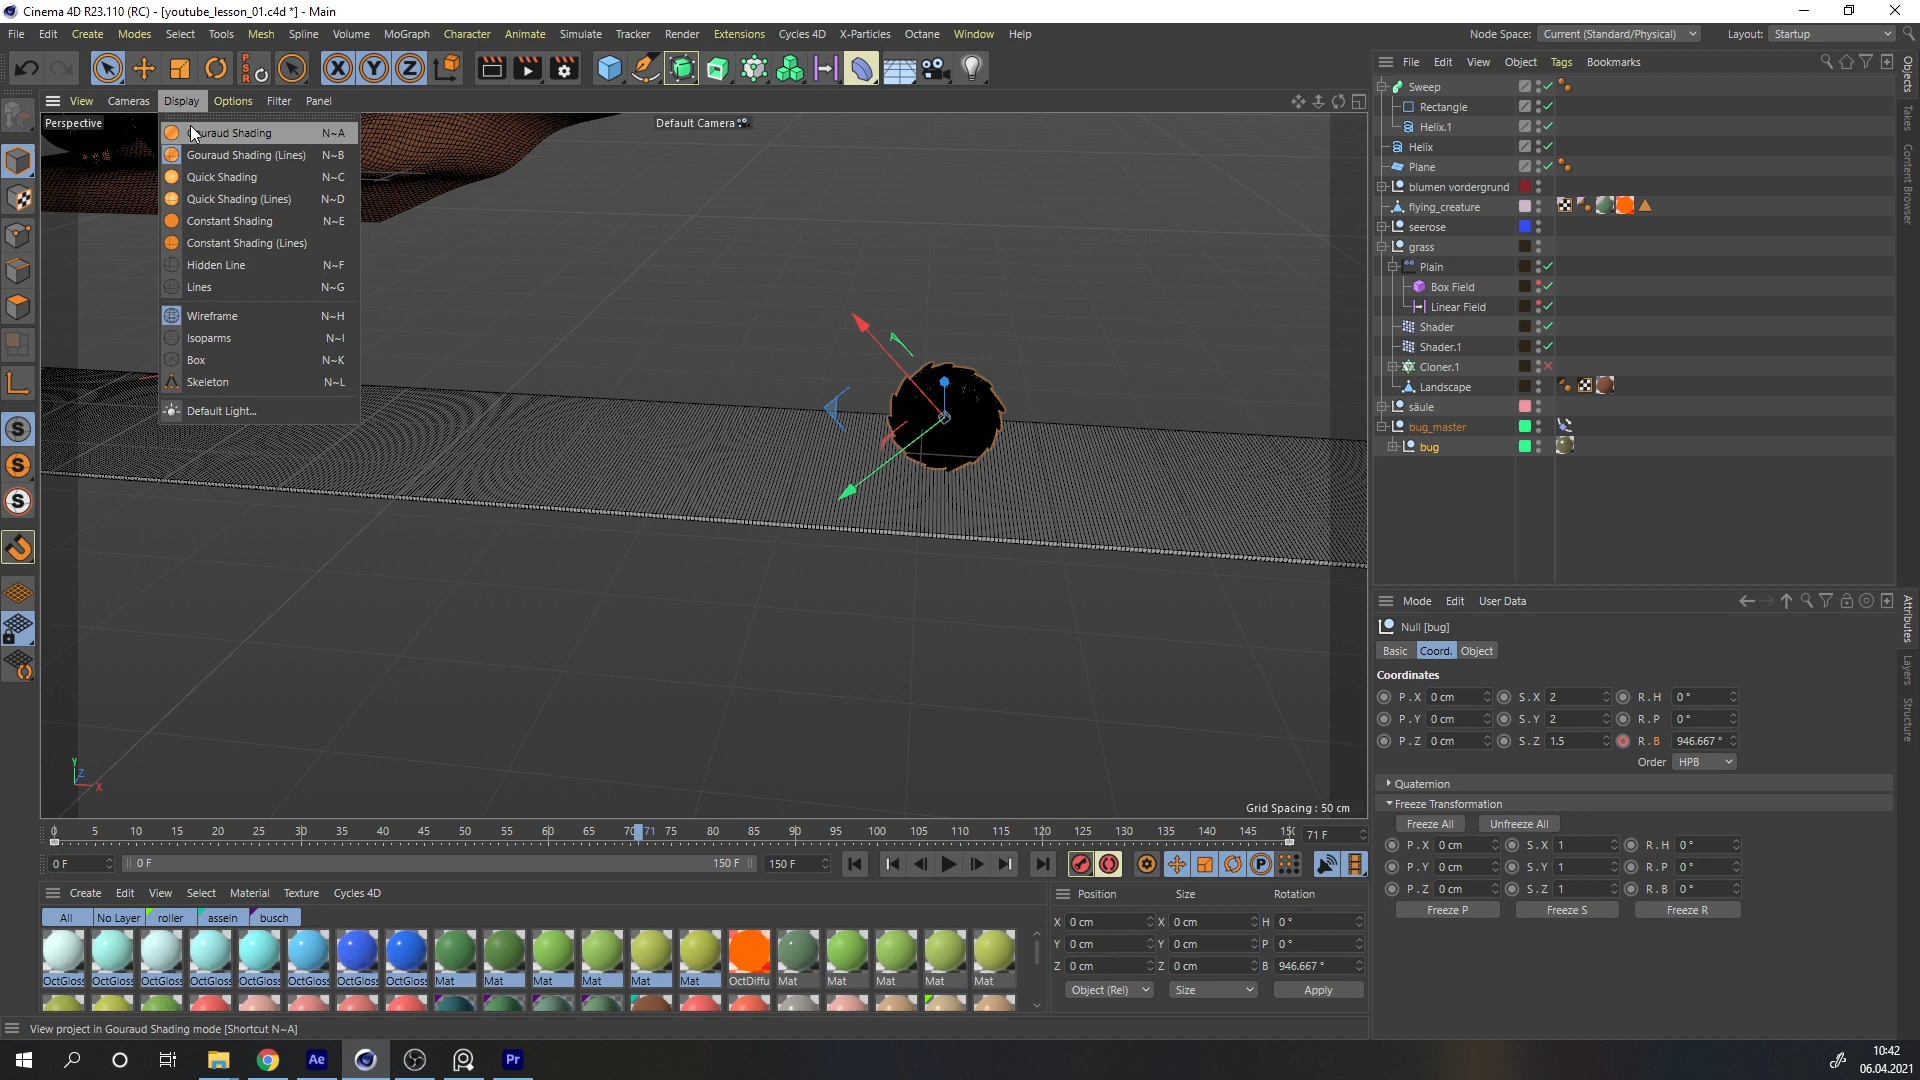 Cinema 4D R23.110 (RC) - [youtube_lesson_01.c4d *] - Main
File Edit Create Modes Select Tools Mesh Spline Volume MoGraph Character Animate Simulate Tracker Render Extensions Cycles 4D X-Particles Octane Window Help
Node Space: Current (Standard/Physical) Layout: Startup
View Cameras Display Options Filter Panel
File Edit View Object Tags Bookmarks
Perspective
Default Camera
Gouraud Shading N~A
Gouraud Shading (Lines) N~B
Quick Shading N~C
Quick Shading (Lines) N~D
Constant Shading N~E
Constant Shading (Lines)
Hidden Line N~F
Lines N~G
Wireframe N~H
Isoparms N~I
Box N~K
Skeleton N~L
Default Light...
Sweep
Rectangle
Helix.1
Helix
Plane
blumen vordergrund
flying_creature
seerose
grass
Plain
Box Field
Linear Field
Shader
Shader.1
Cloner.1
Landscape
säule
bug_master
bug
Objects
Takes
Content Browser
Attributes
Layers
Structure
Mode Edit User Data
Null [bug]
Basic Coord. Object
Coordinates
P . X 0 cm S . X 2 R . H 0 °
P . Y 0 cm S . Y 2 R . P 0 °
P . Z 0 cm S . Z 1.5 R . B 946.667 °
Order HPB
Quaternion
Freeze Transformation
Freeze All Unfreeze All
P . X 0 cm S . X 1 R . H 0 °
P . Y 0 cm S . Y 1 R . P 0 °
P . Z 0 cm S . Z 1 R . B 0 °
Freeze P Freeze S Freeze R
Y
Z
X
Grid Spacing : 50 cm
0 5 10 15 20 25 30 35 40 45 50 55 60 65 70 71 75 80 85 90 95 100 105 110 115 120 125 130 135 140 145 150 71 F
0 F 0 F 150 F 150 F
Create Edit View Select Material Texture Cycles 4D
All No Layer roller assein busch
OctGloss OctGloss OctGloss OctGloss OctGloss OctGloss OctGloss OctGloss Mat Mat Mat Mat Mat Mat OctDiffu Mat Mat Mat Mat Mat
Position Size Rotation
X 0 cm X 0 cm H 0 °
Y 0 cm Y 0 cm P 0 °
Z 0 cm Z 0 cm B 946.667 °
Object (Rel) Size Apply
View project in Gouraud Shading mode [Shortcut N~A]
Ae Pr
10:42
06.04.2021